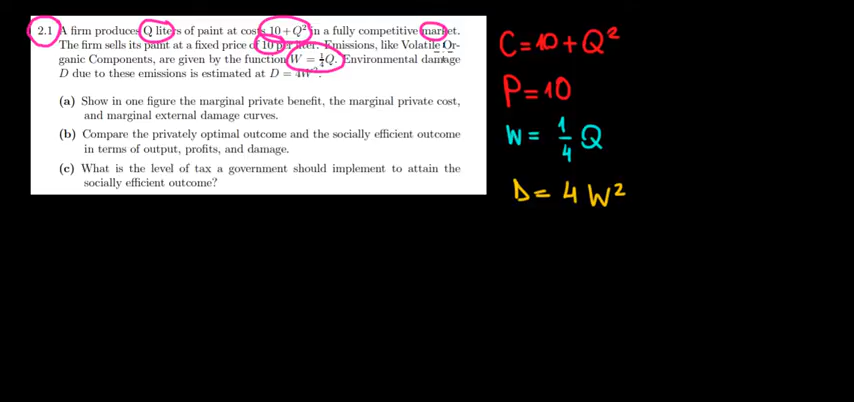 2.1 A firm produces Q liters of paint at costs 10 + Q² in a fully competitive market.
The firm sells its paint at a fixed price of 10 per liter. Emissions, like Volatile Or-
ganic Components, are given by the function W = ¼Q. Environmental damage
D due to these emissions is estimated at D = 4W².
(a) Show in one figure the marginal private benefit, the marginal private cost,
and marginal external damage curves.
(b) Compare the privately optimal outcome and the socially efficient outcome
in terms of output, profits, and damage.
(c) What is the level of tax a government should implement to attain the
socially efficient outcome?
C = 10 + Q²
P = 10
W = 1/4 Q
D = 4 W²